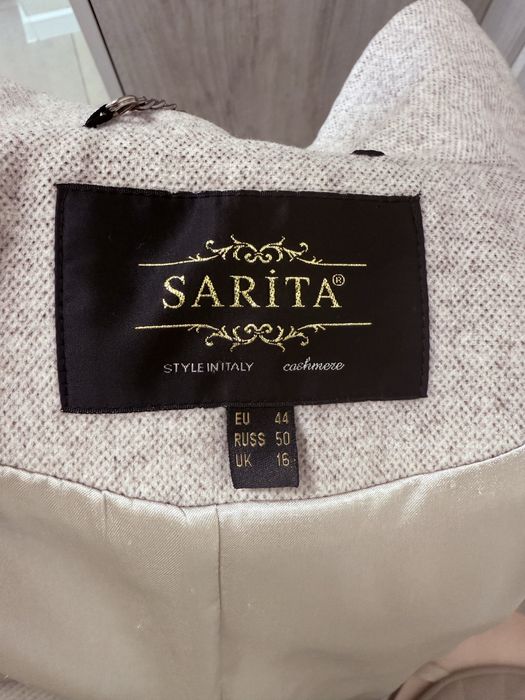 SARİTA®
STYLE IN ITALY cashmere
EU 44
RUSS 50
UK 16